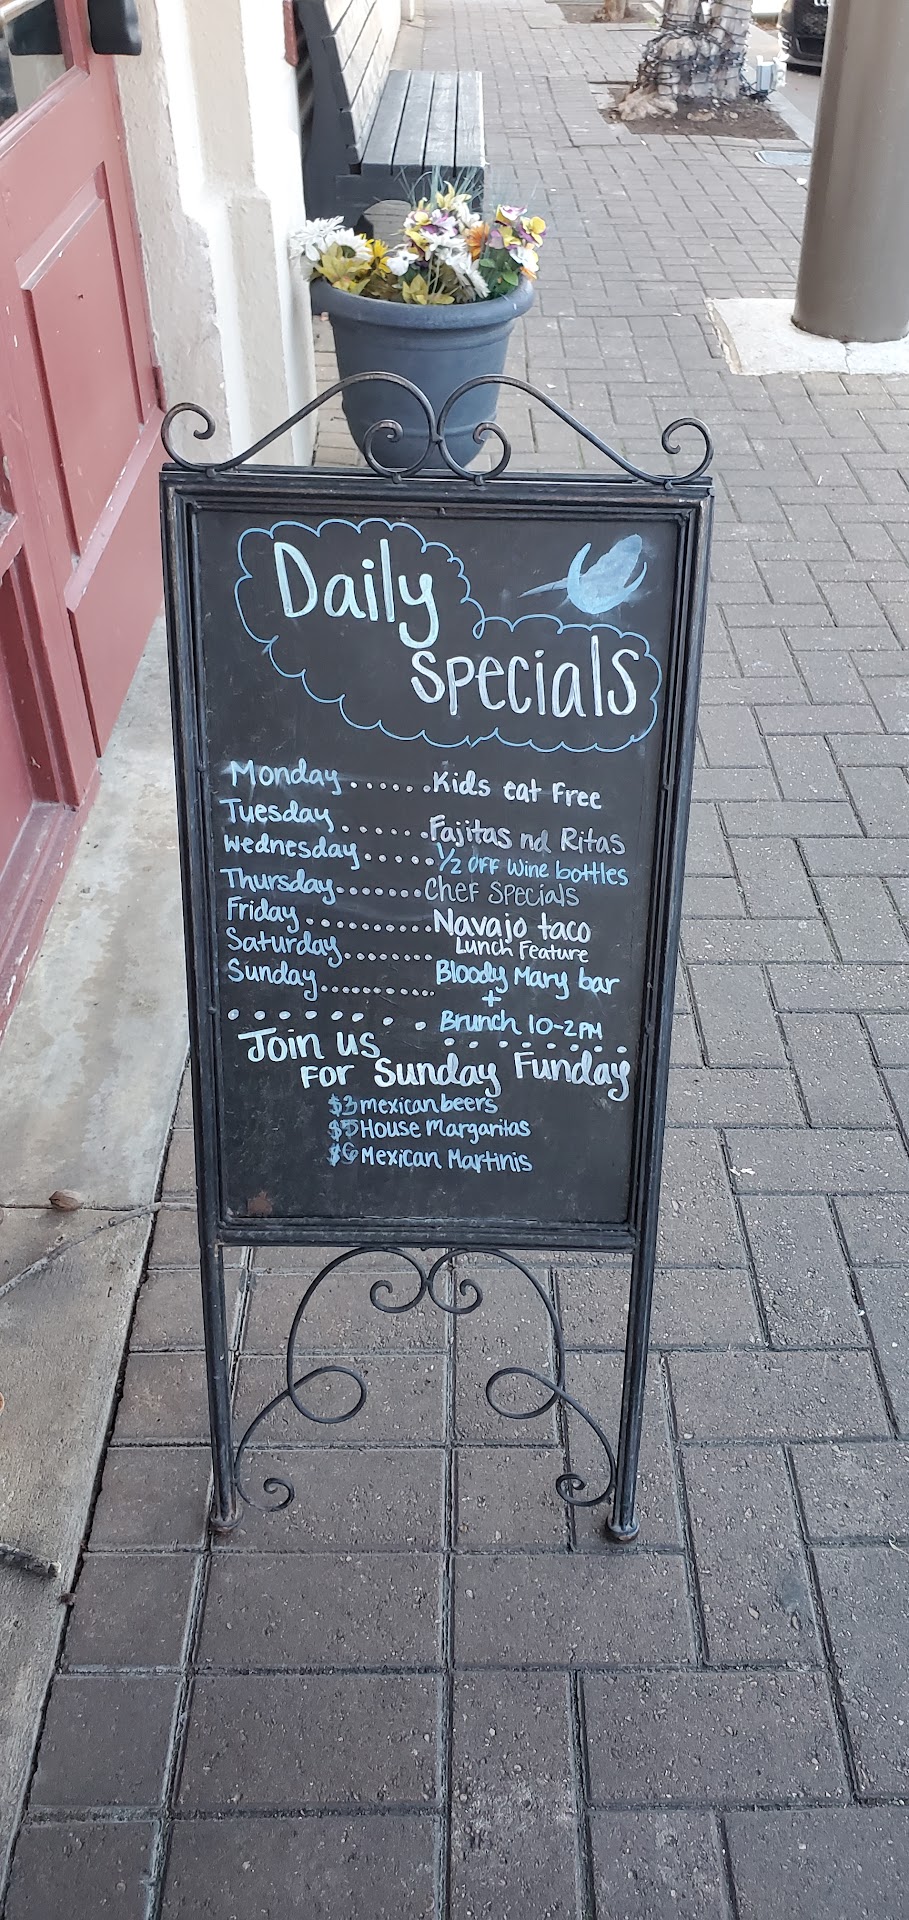 Daily
Specials
Monday......Kids eat Free
Tuesday......Fajitas nd Ritas
Wednesday.....1/2 OFF Wine bottles
Thursday.......Chef Specials
Friday.........Navajo taco
Lunch Feature
Saturday........Bloody Mary bar
Sunday..........
+
Brunch 10-2PM
Join us
For Sunday Funday
$3 mexican beers
$5 House Margaritas
$6 Mexican Martinis